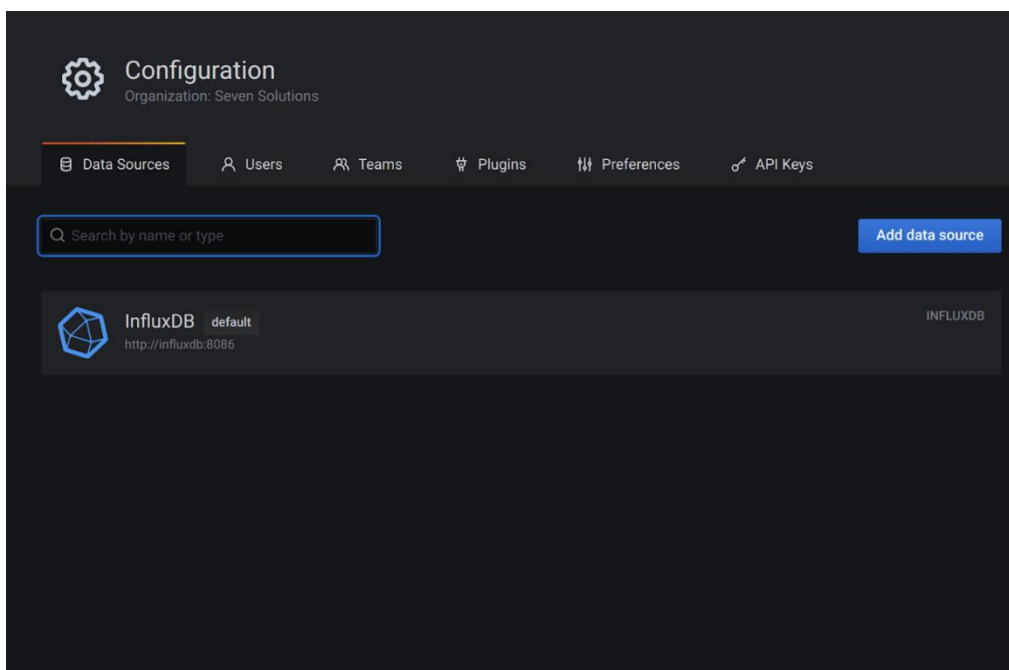 Configuration
Organization: Seven Solutions
Data Sources Users Teams Plugins Preferences API Keys
Search by name or type Add data source
InfluxDB default INFLUXDB
http://influxdb:8086